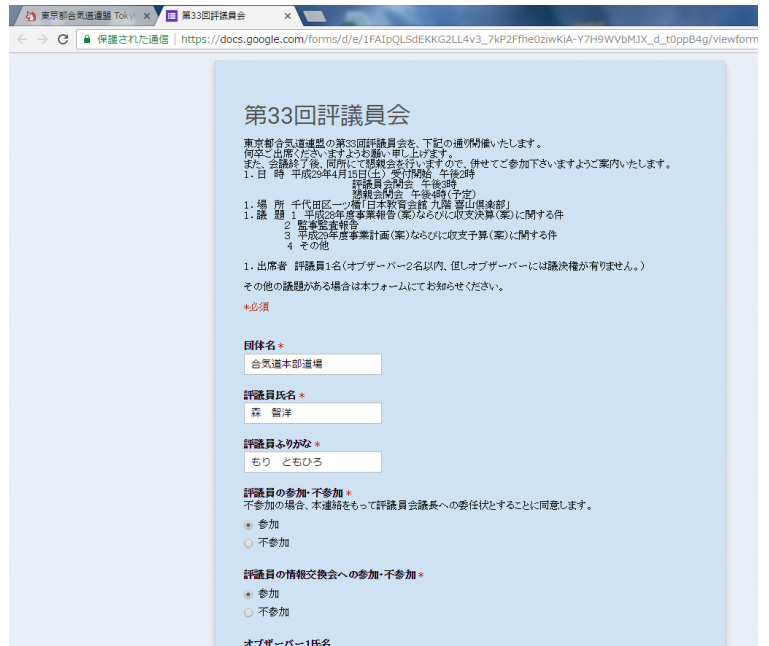 東京都合気道連盟 Toky
第33回評議員会
保護された通信 | https://docs.google.com/forms/d/e/1FAIpQLSdEKKG2LL4v3_7kP2Ffhe0ziwKiA-Y7H9WVbMJX_d_t0ppB4g/viewform
第33回評議員会
東京都合気道連盟の第33回評議員会を、下記の通り開催いたします。
何卒ご出席くださいますようお願い申し上げます。
また、会議終了後、同所にて懇親会を行いますので、併せてご参加下さいますようご案内いたします。
1. 日 時 平成29年4月15日(土) 受付開始 午後2時
評議員会開会 午後3時
懇親会開会 午後4時(予定)
1. 場 所 千代田区一ツ橋「日本教育会館 九階 喜山倶楽部」
1. 議 題 1 平成28年度事業報告(案)ならびに収支決算(案)に関する件
2 監事監査報告
3 平成29年度事業計画(案)ならびに収支予算(案)に関する件
4 その他
1. 出席者 評議員1名(オブザーバー2名以内、但しオブザーバーには議決権が有りません。)
その他の議題がある場合は本フォームにてお知らせください。
*必須
団体名 *
合気道本部道場
評議員氏名 *
森 智洋
評議員ふりがな *
もり ともひろ
評議員の参加・不参加 *
不参加の場合、本連絡をもって評議員会議長への委任状とすることに同意します。
参加
不参加
評議員の情報交換会への参加・不参加 *
参加
不参加
オブザーバー1氏名